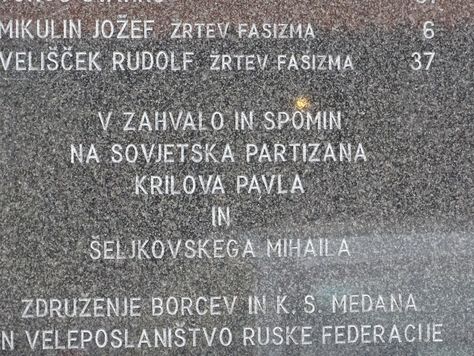 MIKULIN JOŽEF ŽRTEV FAŠIZMA 6
VELIŠČEK RUDOLF ŽRTEV FAŠIZMA 37
V ZAHVALO IN SPOMIN
NA SOVJETSKA PARTIZANA
KRILOVA PAVLA
IN
ŠELJKOVSKEGA MIHAILA
ZDRUŽENJE BORCEV IN K. S. MEDANA
IN VELEPOSLANIŠTVO RUSKE FEDERACIJE